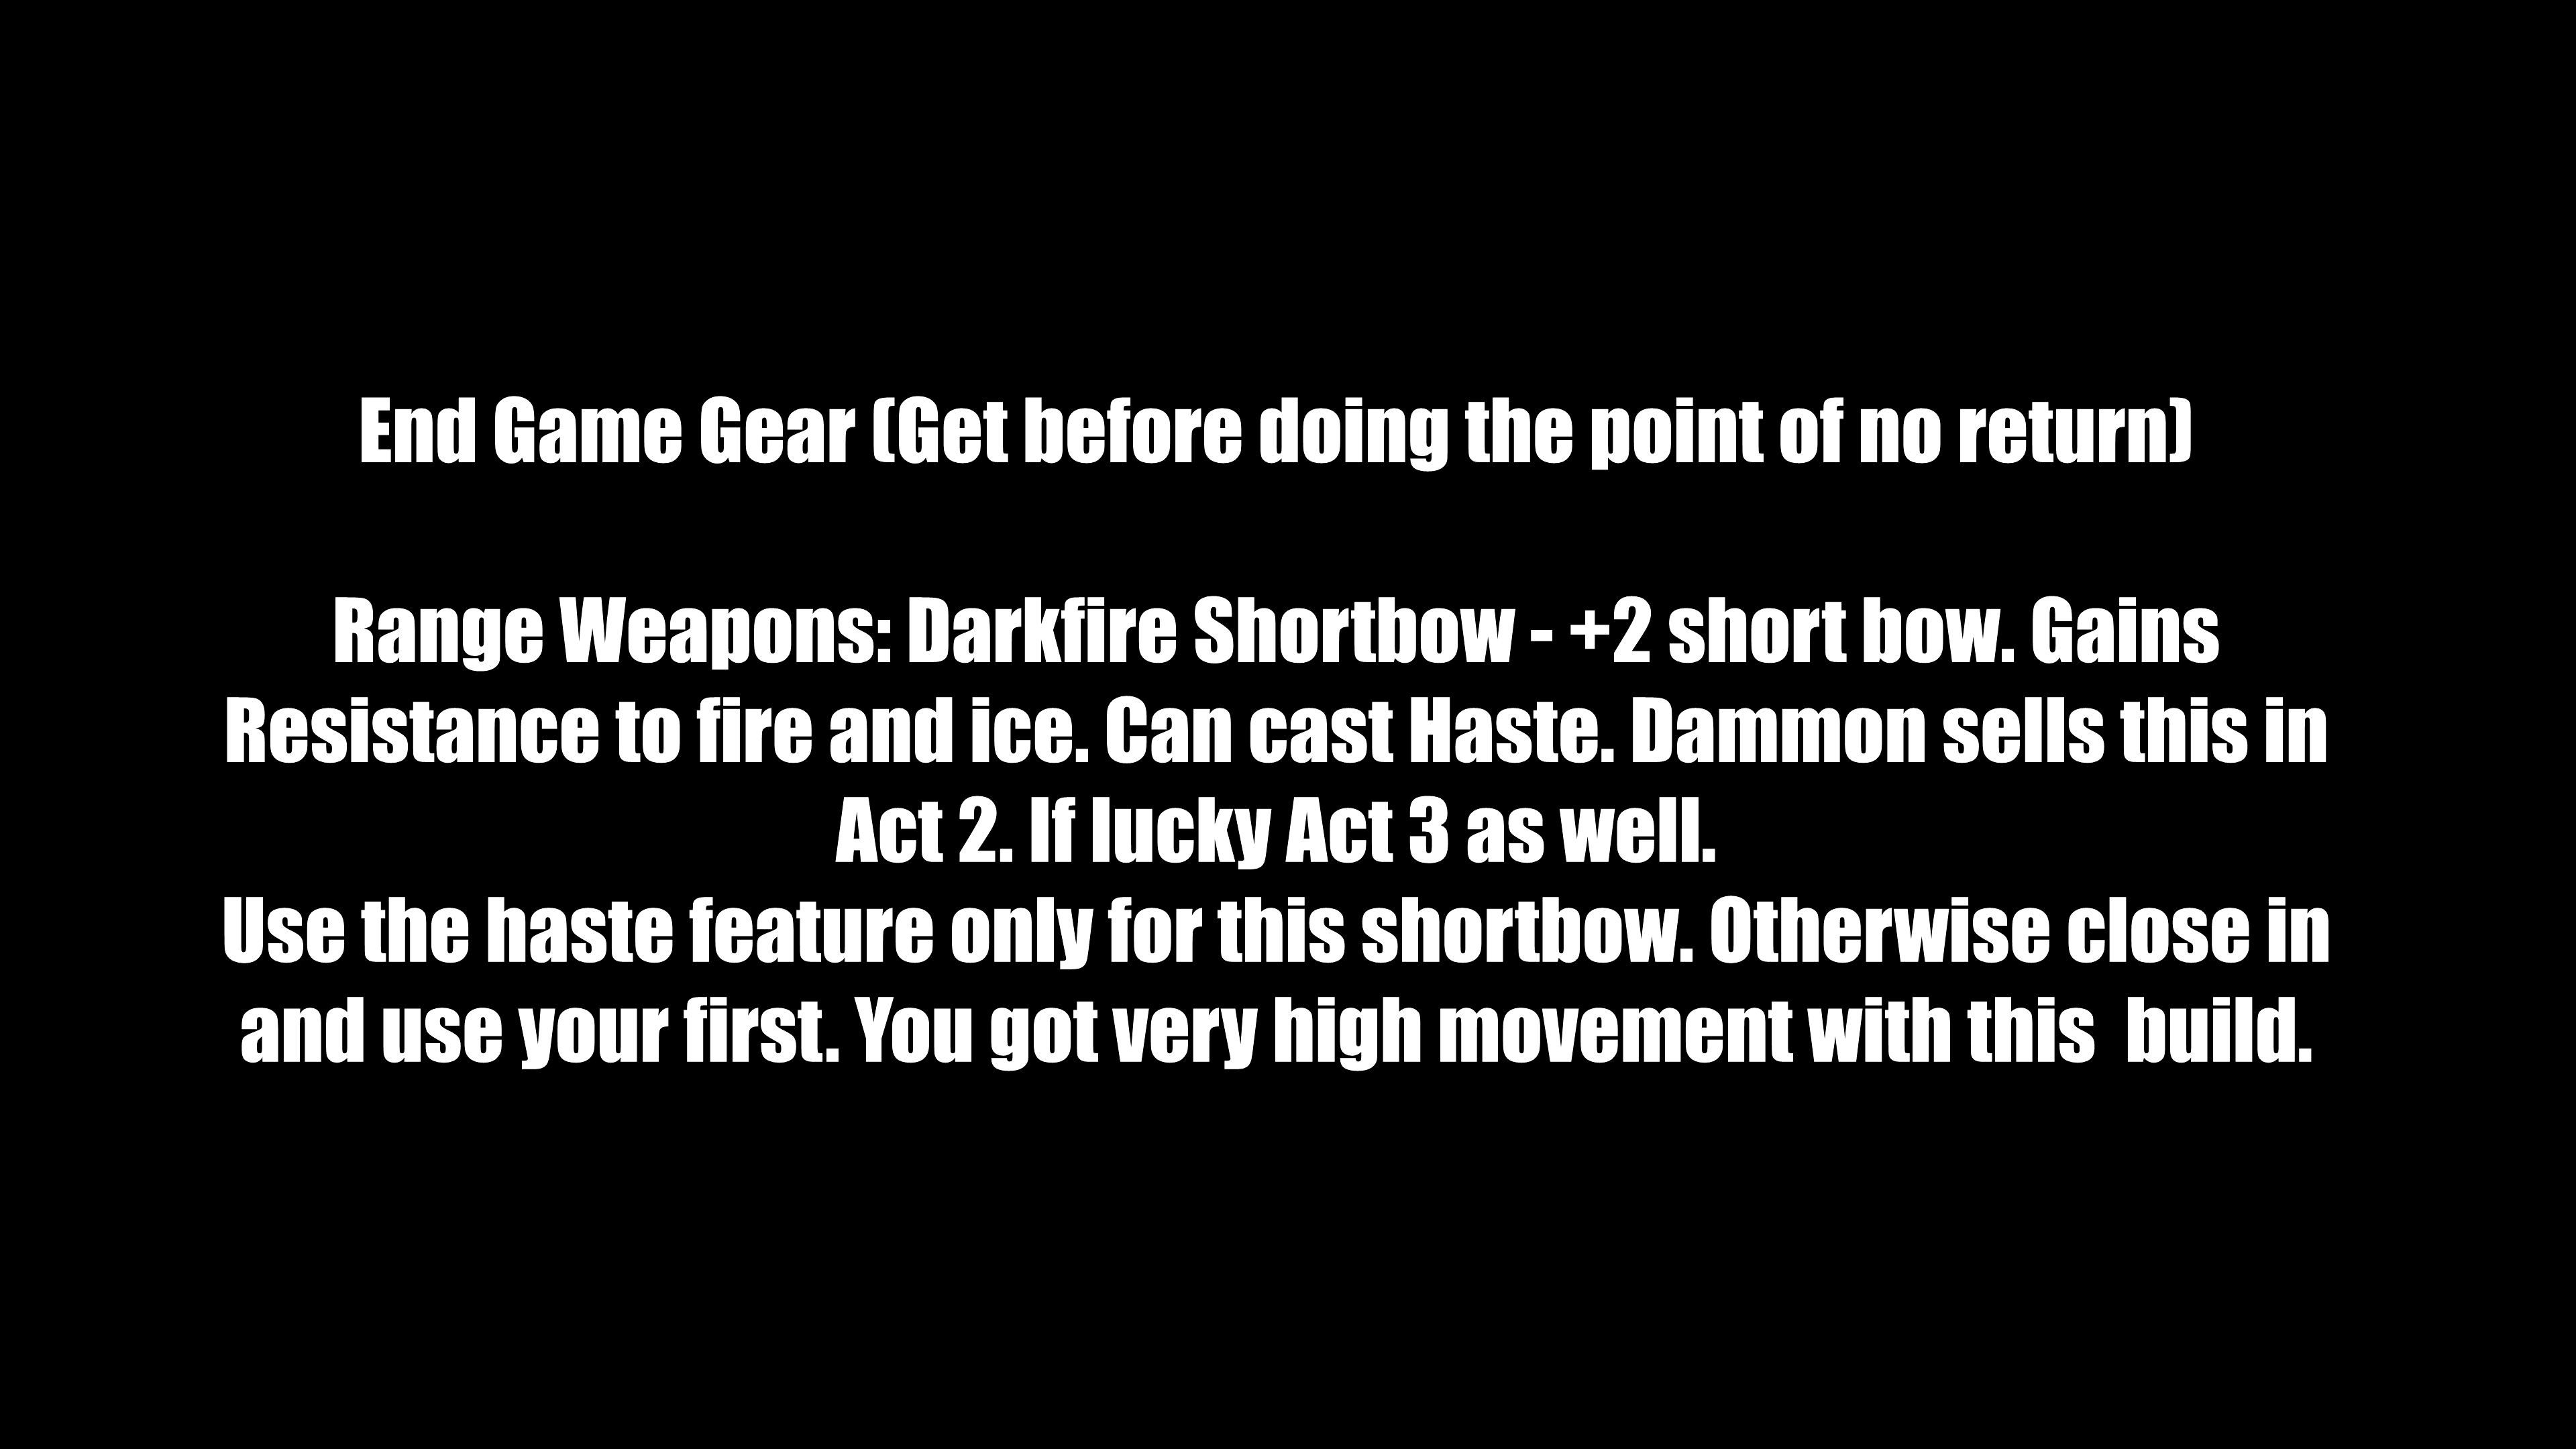 End Game Gear (Get before doing the point of no return)
Range Weapons: Darkfire Shortbow - +2 short bow. Gains
Resistance to fire and ice. Can cast Haste. Dammon sells this in
Act 2. If lucky Act 3 as well.
Use the haste feature only for this shortbow. Otherwise close in
and use your first. You got very high movement with this  build.